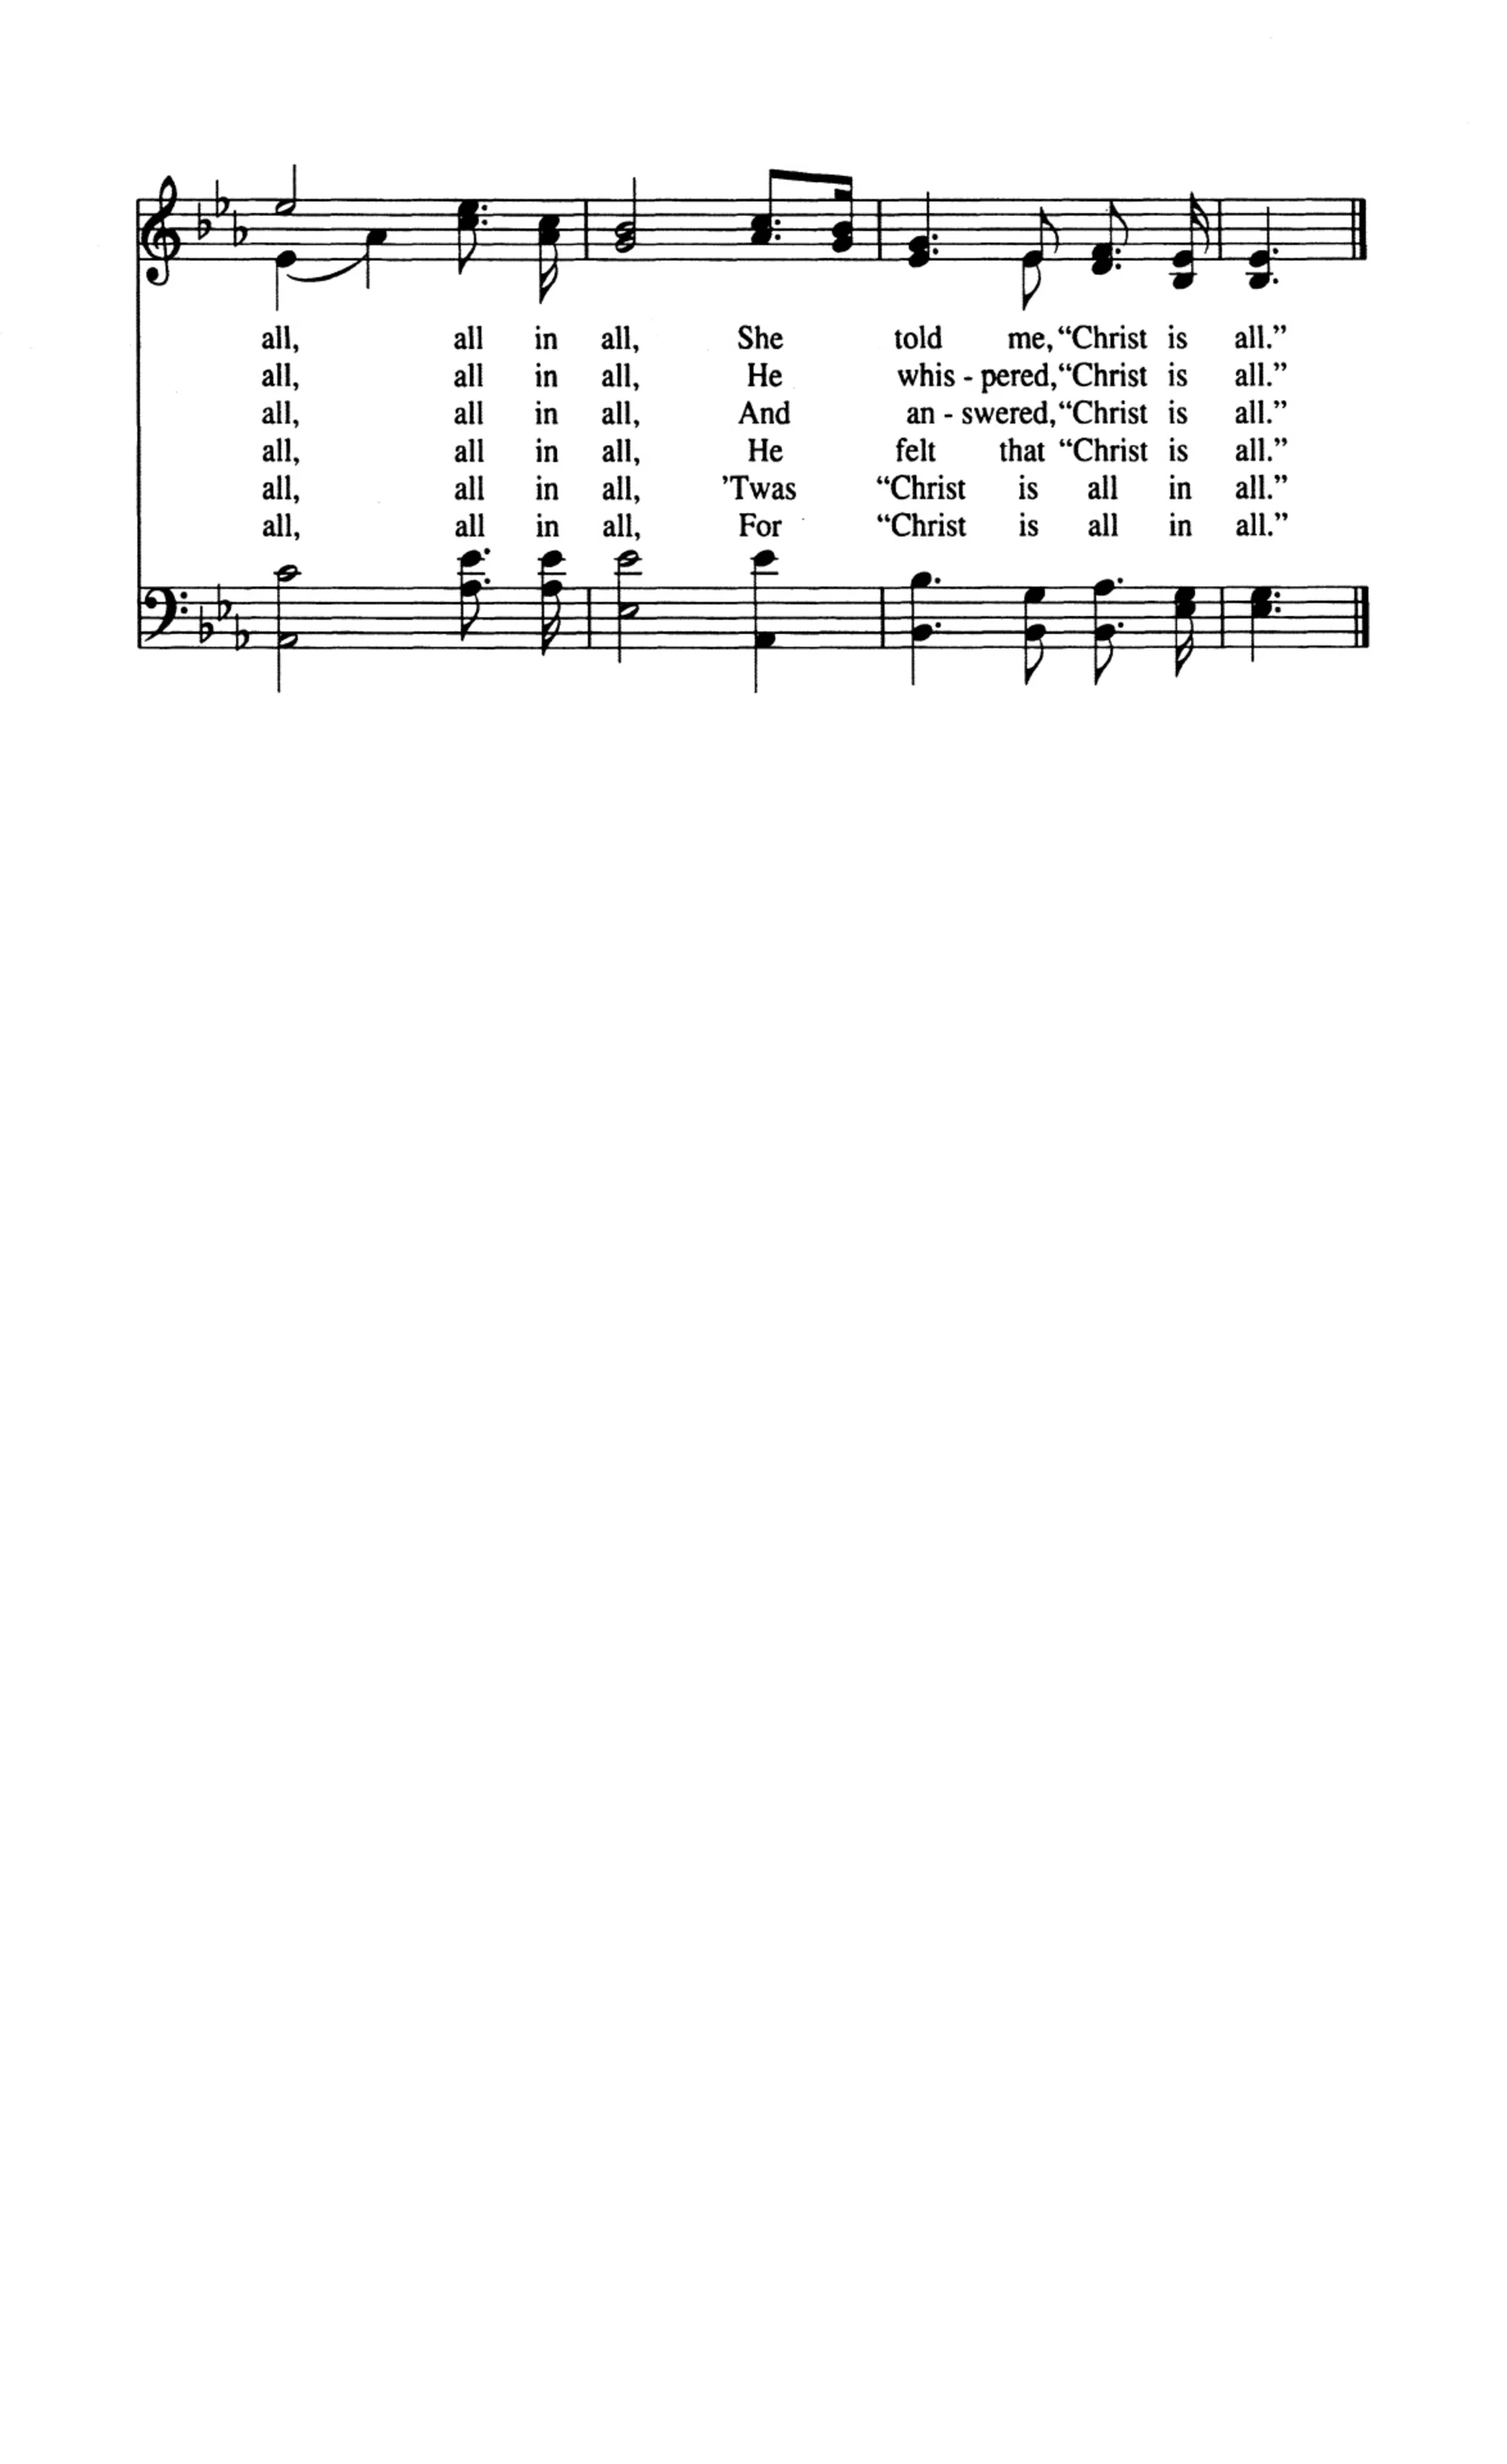 all, all in all, She told me, “Christ is all.”
all, all in all, He whis - pered, “Christ is all.”
all, all in all, And an - swered, “Christ is all.”
all, all in all, He felt that “Christ is all.”
all, all in all, ’Twas “Christ is all in all.”
all, all in all, For “Christ is all in all.”